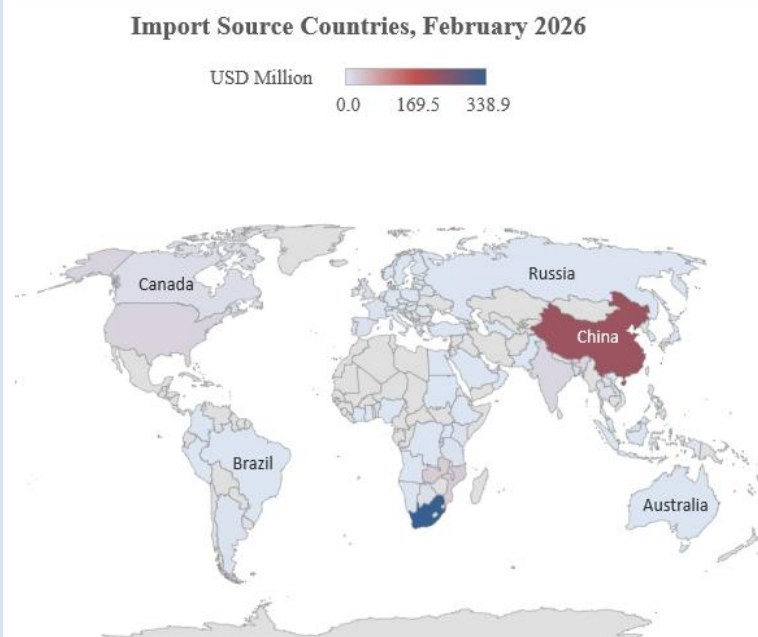 Import Source Countries, February 2026
USD Million
0.0 169.5 338.9
Canada
Russia
China
Brazil
Australia